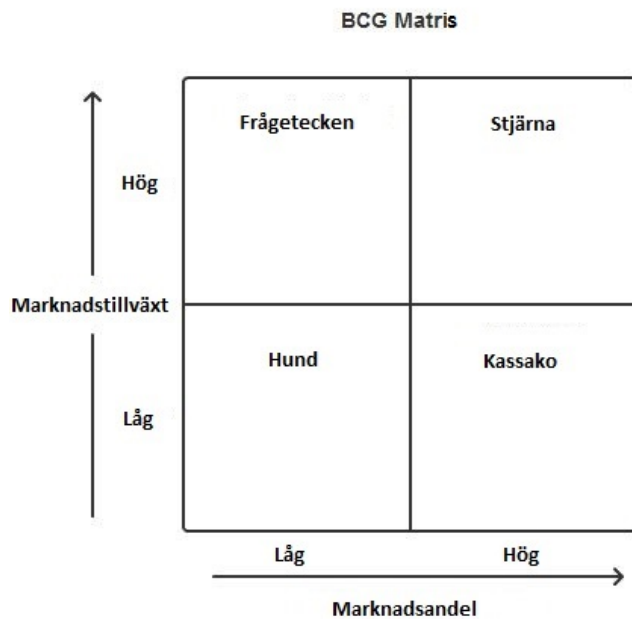 BCG Matris
Frågetecken
Stjärna
Hög
Marknadstillväxt
Hund
Kassako
Låg
Låg
Hög
Marknadsandel